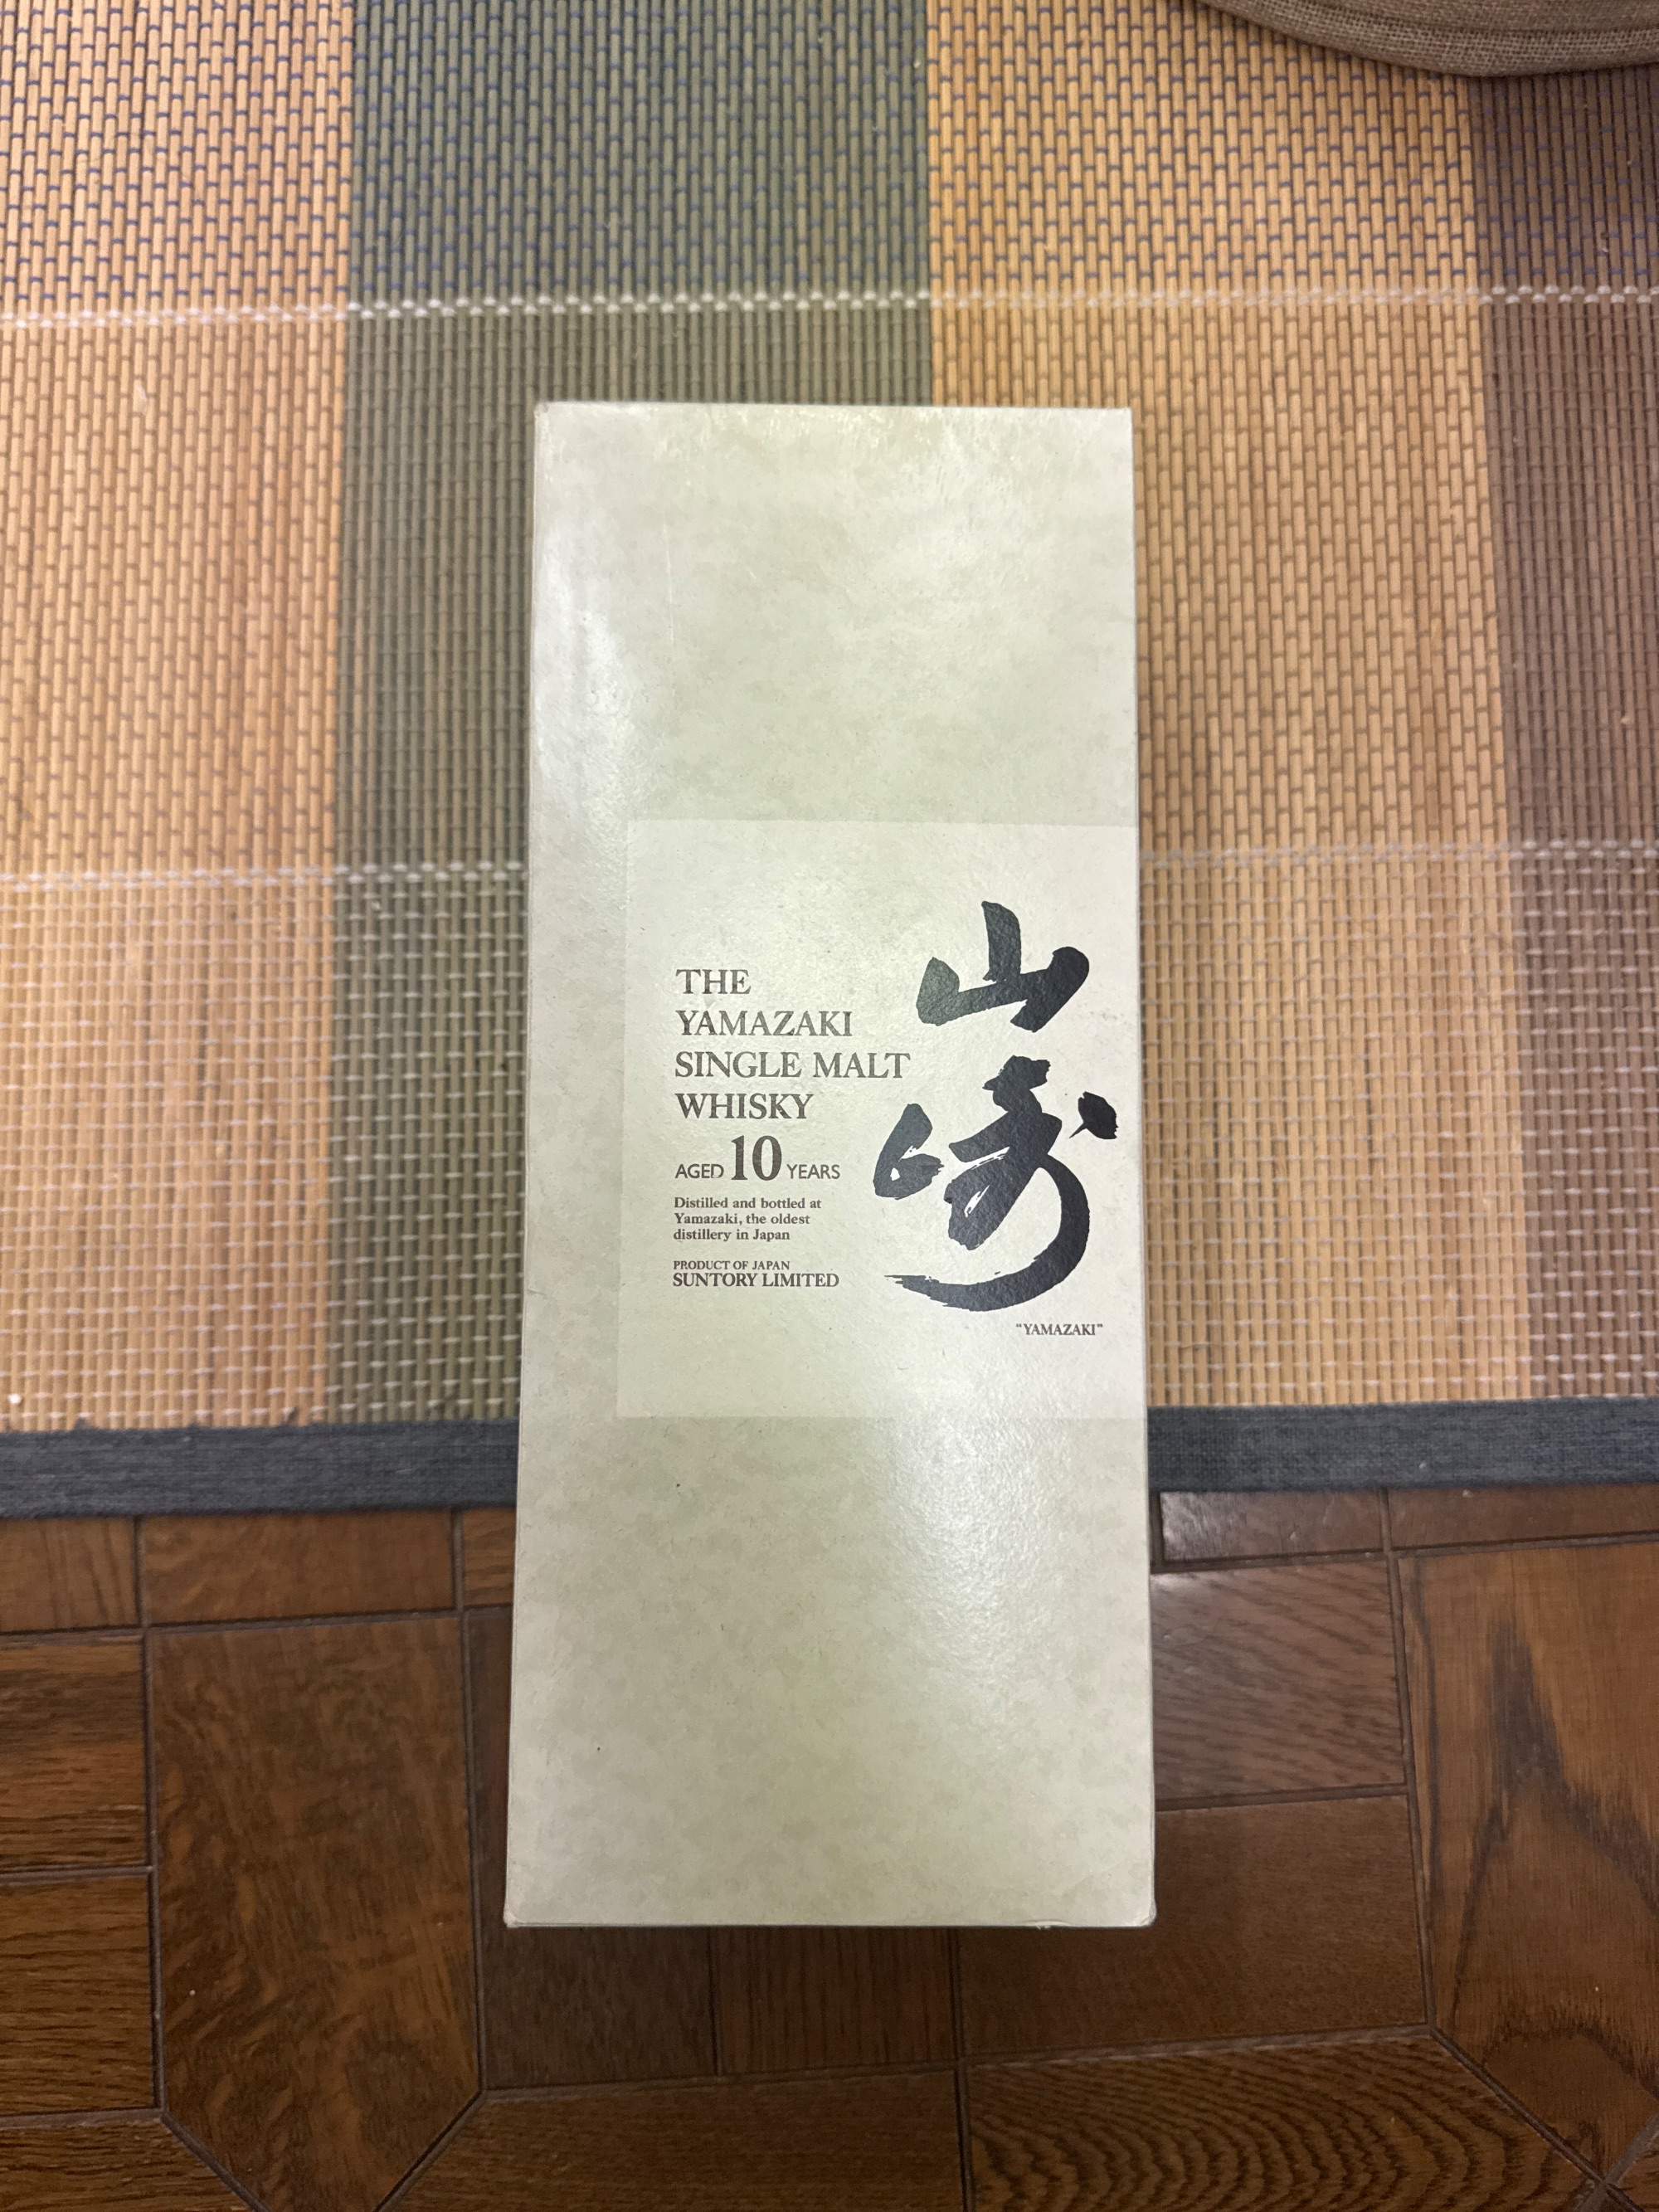 THE
YAMAZAKI
SINGLE MALT
WHISKY
AGED 10 YEARS
Distilled and bottled at
Yamazaki, the oldest
distillery in Japan
PRODUCT OF JAPAN
SUNTORY LIMITED
山
崎
"YAMAZAKI"